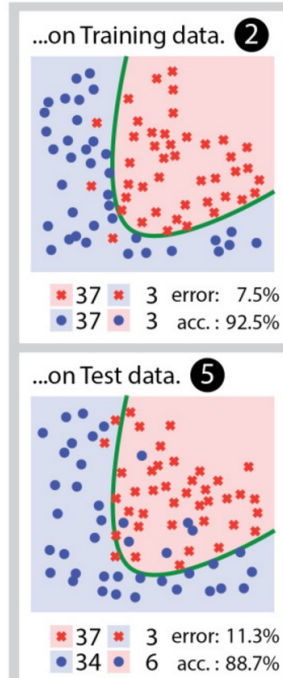 ...on Training data. 2
37 3 error: 7.5%
37 3 acc. : 92.5%
...on Test data. 5
37 3 error: 11.3%
34 6 acc. : 88.7%